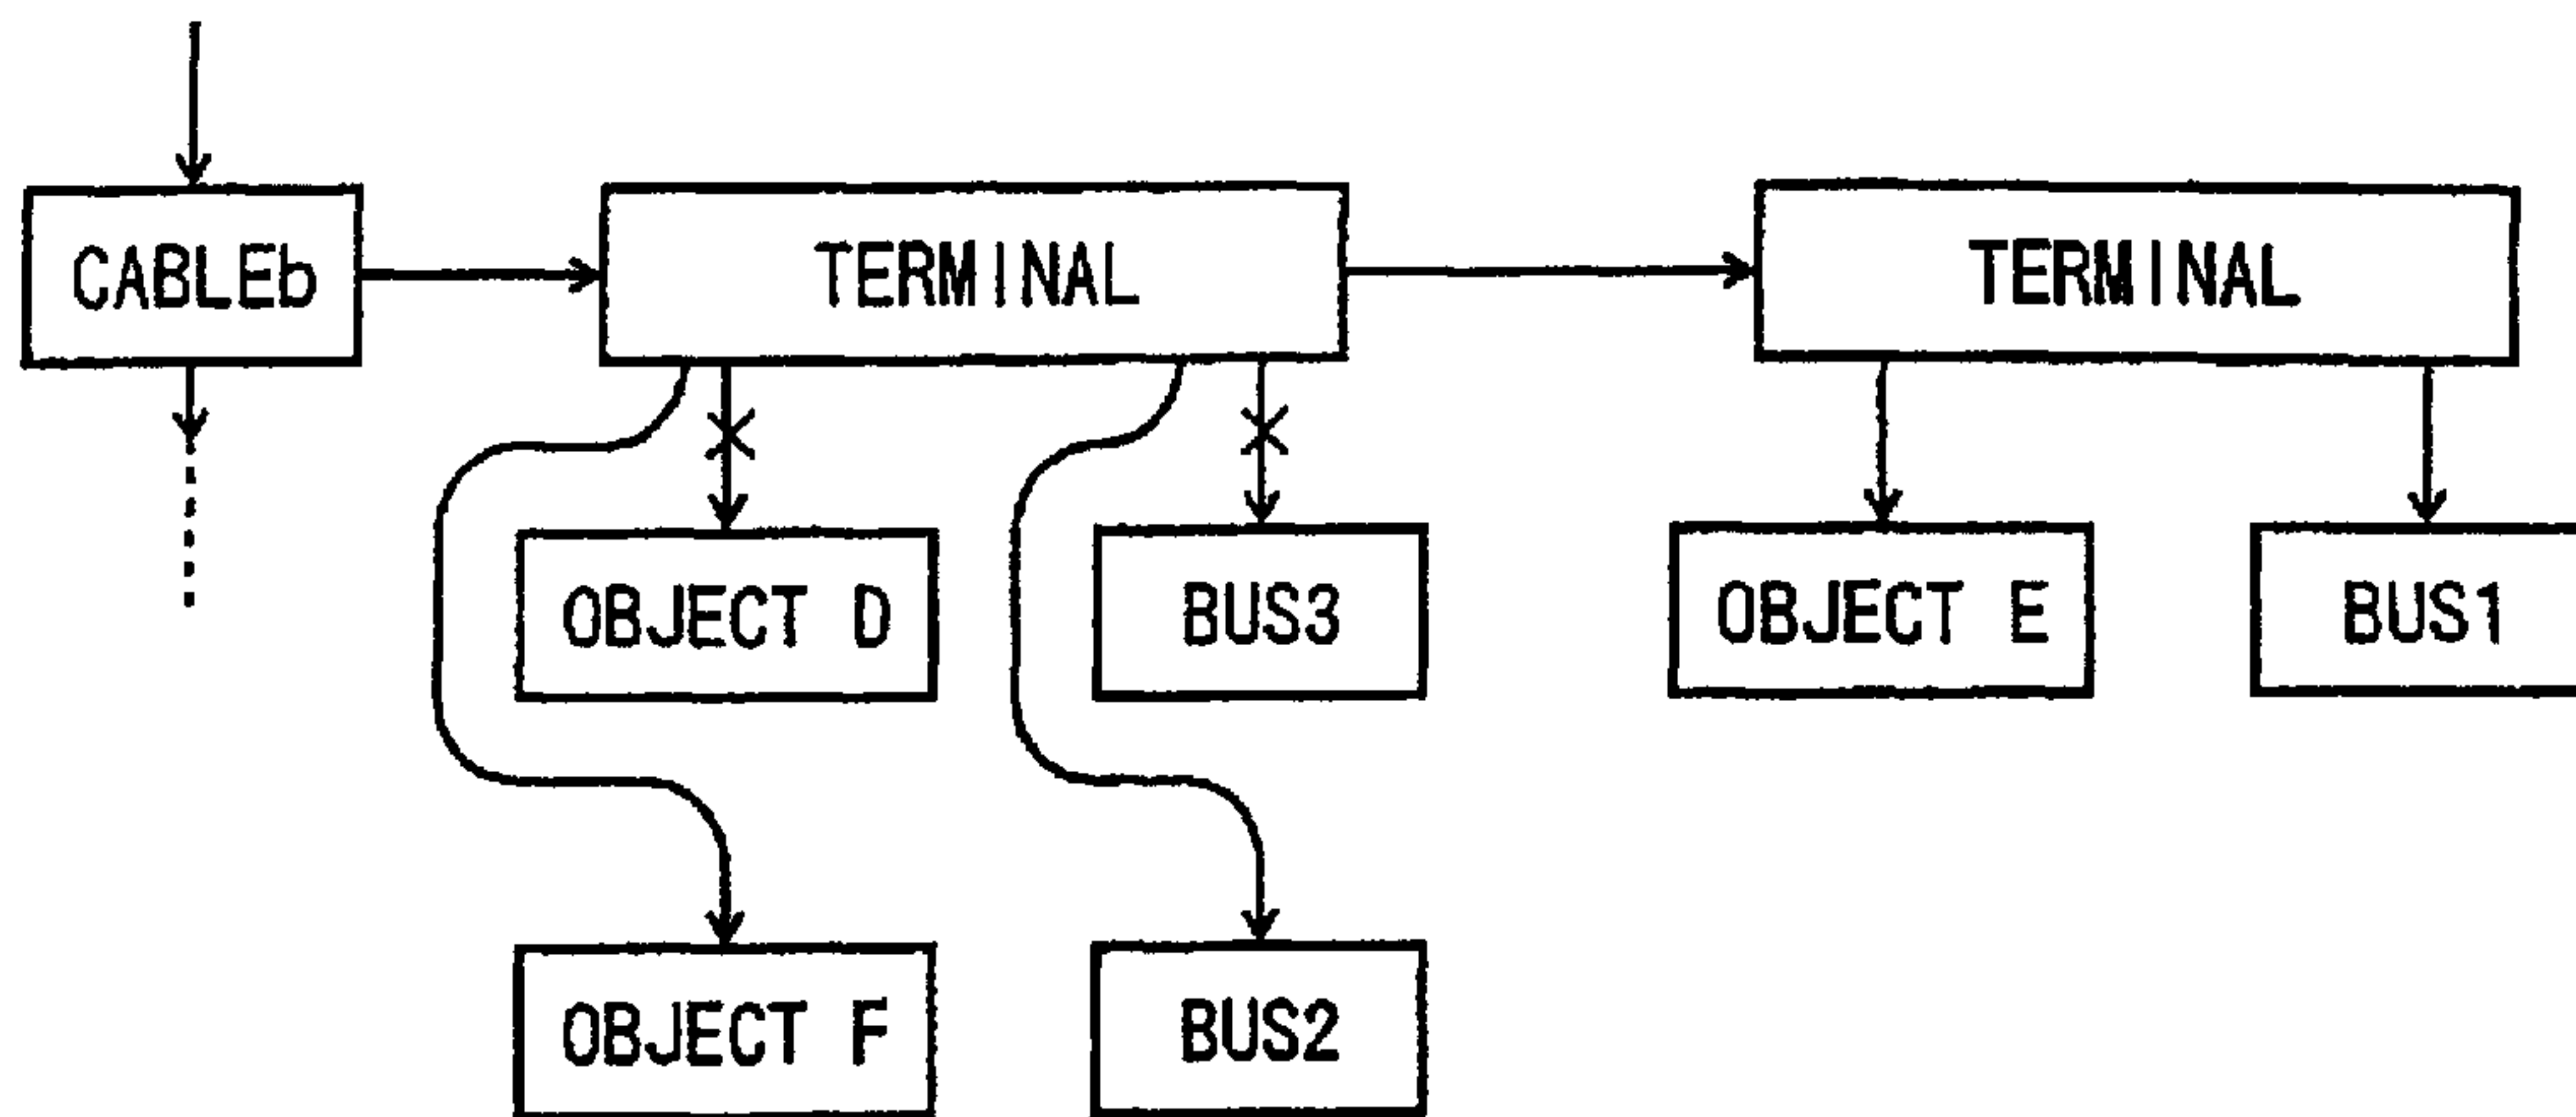 CABLEb
TERMINAL
TERMINAL
OBJECT D
BUS3
OBJECT E
BUS1
OBJECT F
BUS2